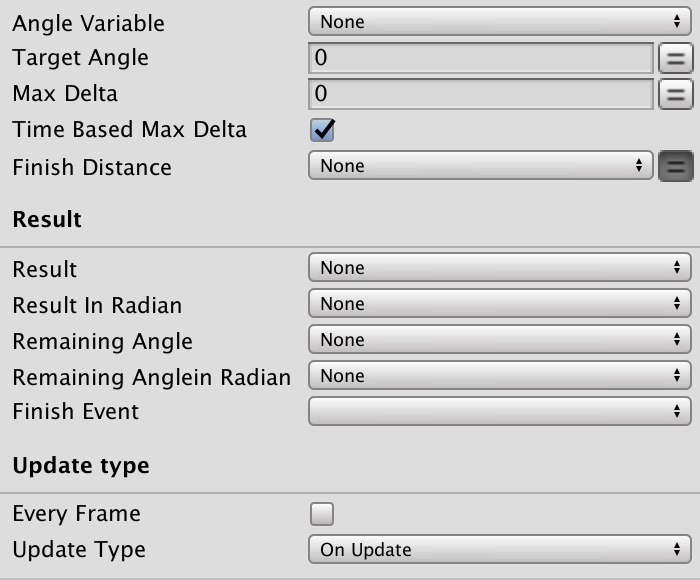 Angle Variable None
Target Angle 0
Max Delta 0
Time Based Max Delta
Finish Distance None
Result
Result None
Result In Radian None
Remaining Angle None
Remaining Anglein Radian None
Finish Event
Update type
Every Frame
Update Type On Update